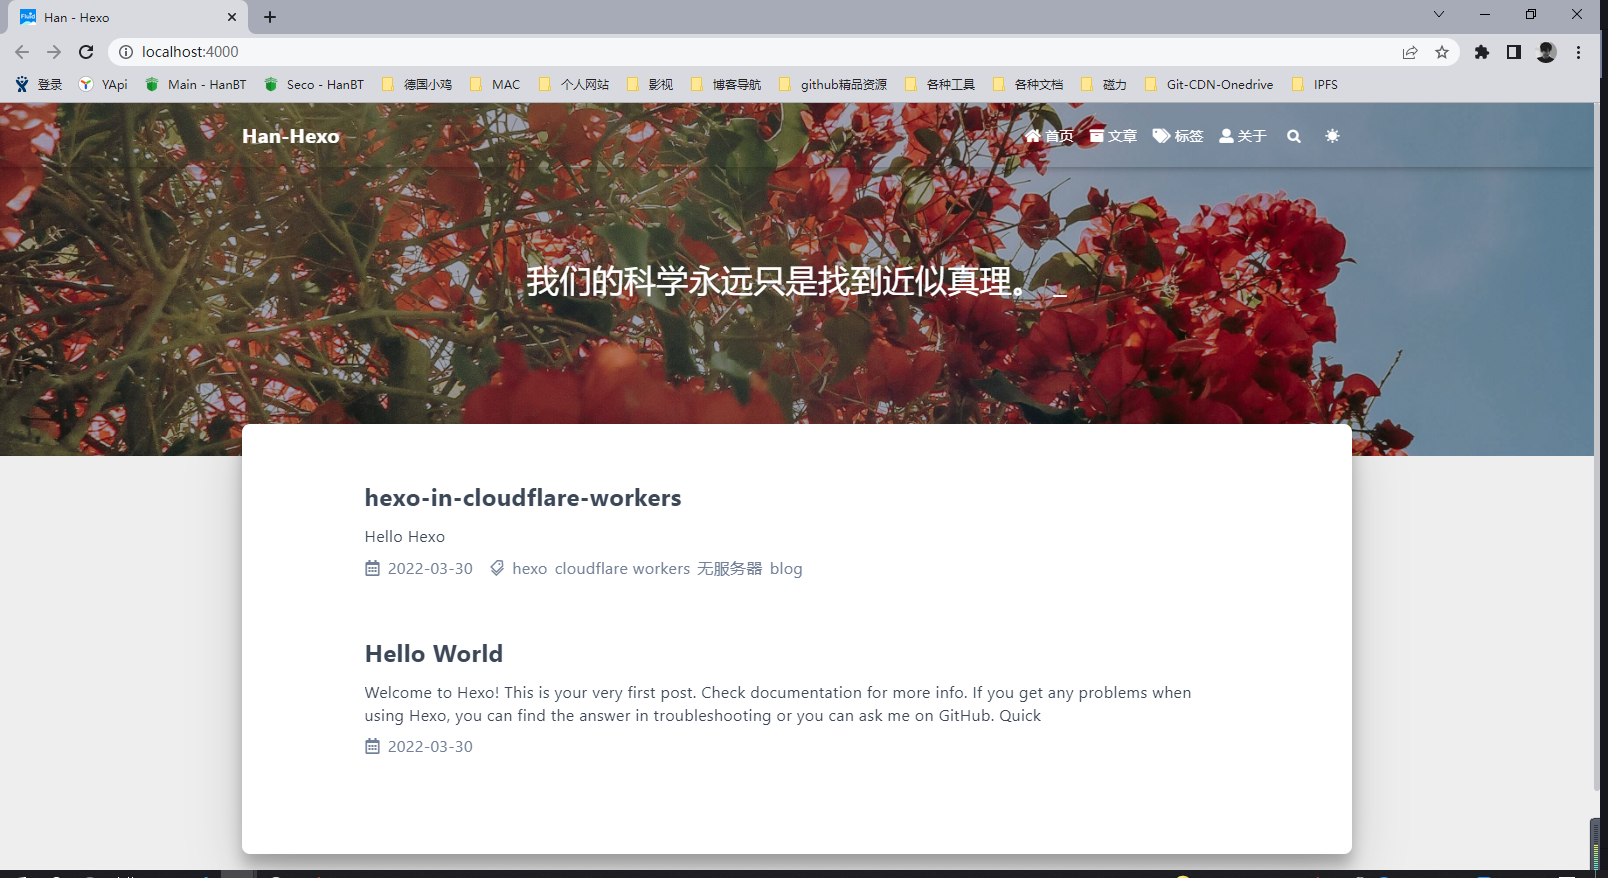 Han - Hexo
localhost:4000
登录 YApi Main - HanBT Seco - HanBT 德国小鸡 MAC 个人网站 影视 博客导航 github精品资源 各种工具 各种文档 磁力 Git-CDN-Onedrive IPFS
Han-Hexo 首页 文章 标签 关于
我们的科学永远只是找到近似真理。 _
hexo-in-cloudflare-workers
Hello Hexo
2022-03-30 hexo cloudflare workers 无服务器 blog
Hello World
Welcome to Hexo! This is your very first post. Check documentation for more info. If you get any problems when
using Hexo, you can find the answer in troubleshooting or you can ask me on GitHub. Quick
2022-03-30